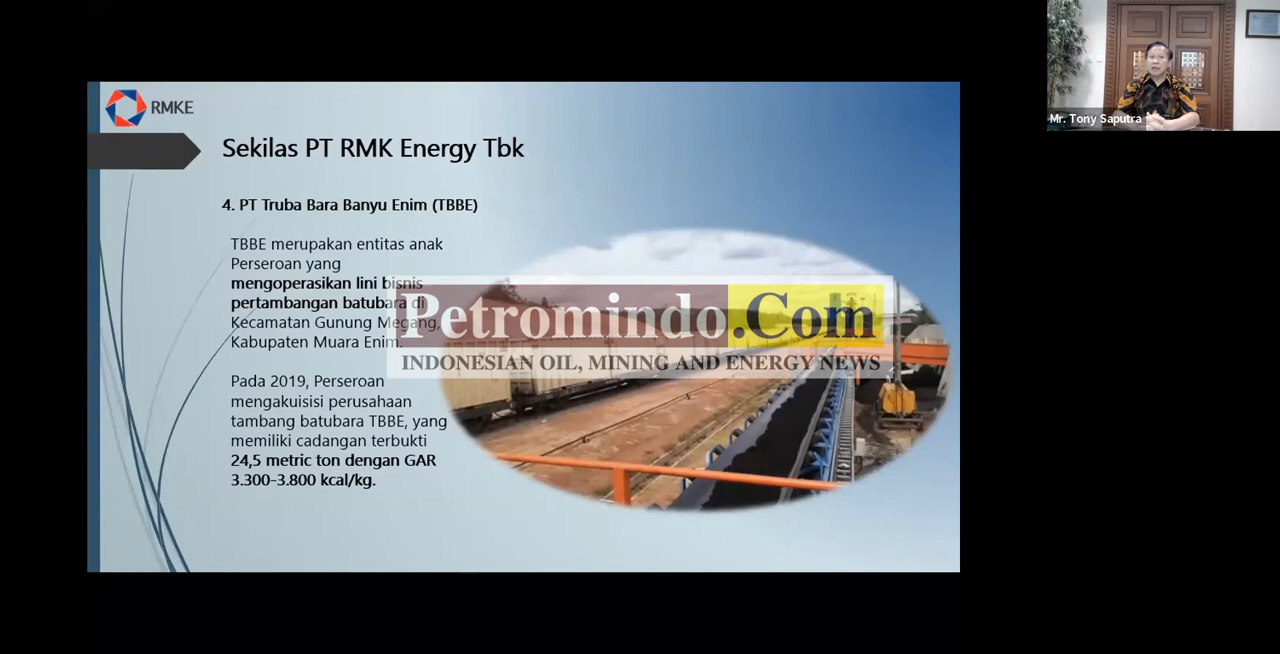 RMKE
Mr. Tony Saputra
Sekilas PT RMK Energy Tbk
4. PT Truba Bara Banyu Enim (TBBE)
TBBE merupakan entitas anak
Perseroan yang
mengoperasikan lini bisnis
pertambangan batubara di
Kecamatan Gunung Megang,
Kabupaten Muara Enim.
Petromindo.Com
INDONESIAN OIL, MINING AND ENERGY NEWS
Pada 2019, Perseroan
mengakuisisi perusahaan
tambang batubara TBBE, yang
memiliki cadangan terbukti
24,5 metric ton dengan GAR
3.300-3.800 kcal/kg.